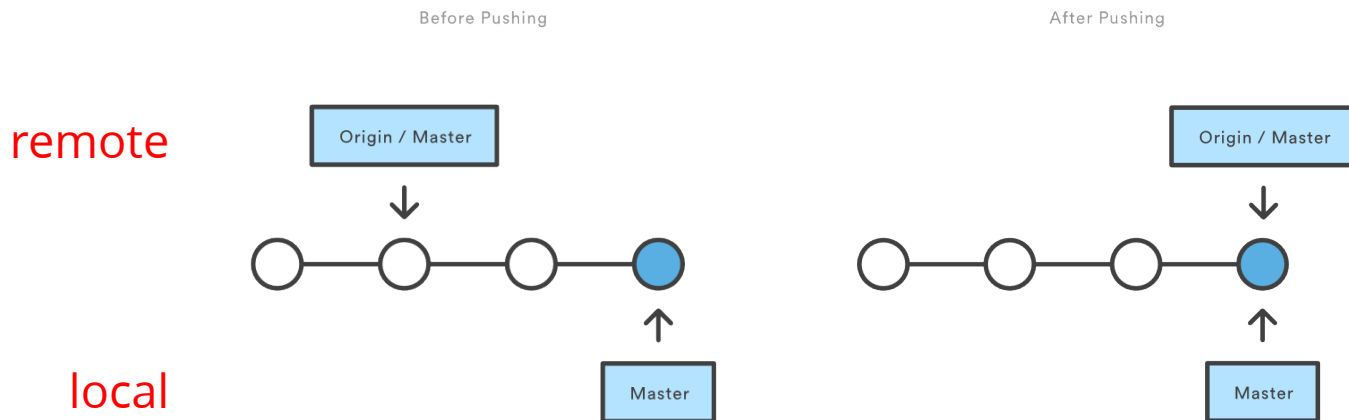 Before Pushing
After Pushing
remote
Origin / Master
Origin / Master
local
Master
Master